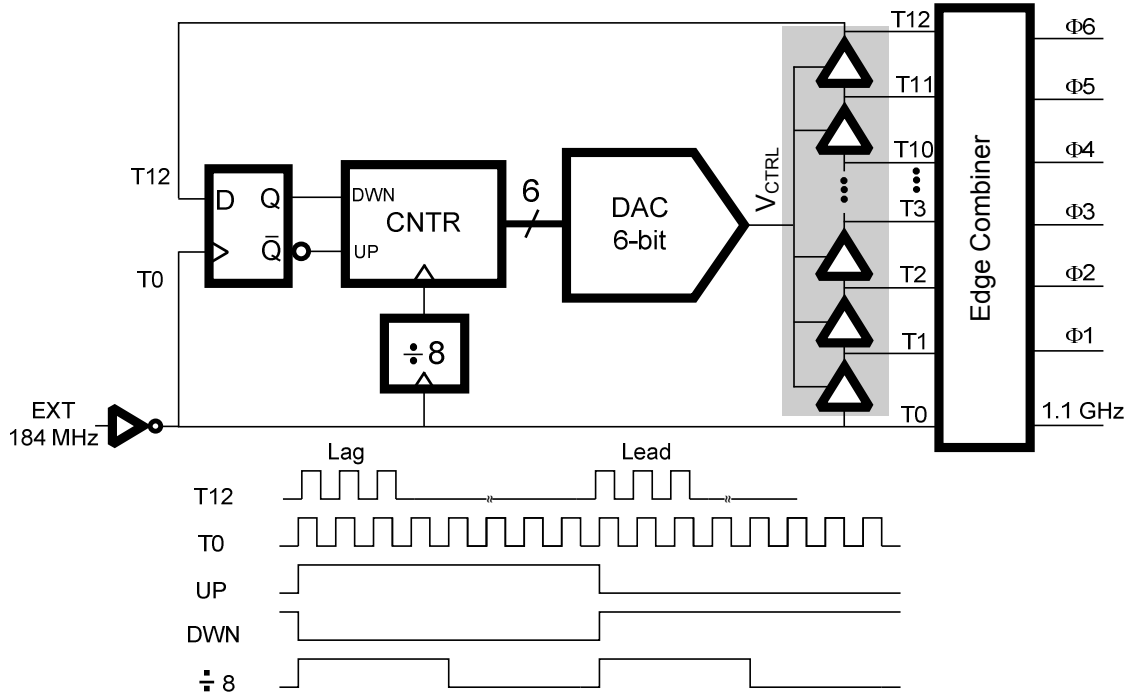 T12
Φ6
T11
Φ5
T10
Φ4
T3
Φ3
T2
Φ2
T1
Φ1
T0
1.1 GHz
Edge Combiner
V_CTRL
T12
D
Q
Q̄
T0
DWN
UP
CNTR
6
DAC
6-bit
÷8
EXT
184 MHz
Lag
Lead
T12
T0
UP
DWN
÷8